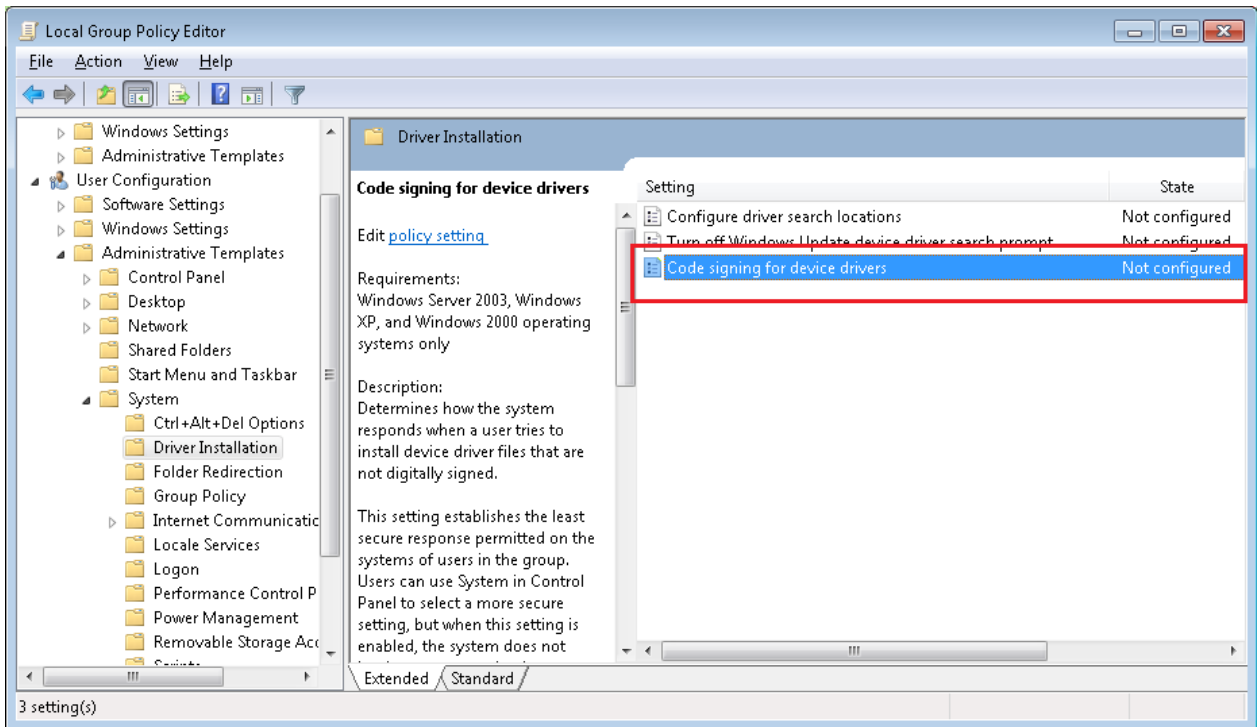 Local Group Policy Editor
File Action View Help
Windows Settings
Administrative Templates
User Configuration
Software Settings
Windows Settings
Administrative Templates
Control Panel
Desktop
Network
Shared Folders
Start Menu and Taskbar
System
Ctrl+Alt+Del Options
Driver Installation
Folder Redirection
Group Policy
Internet Communicatic
Locale Services
Logon
Performance Control P
Power Management
Removable Storage Acc
Scripts
Driver Installation
Code signing for device drivers
Edit policy setting
Requirements:
Windows Server 2003, Windows
XP, and Windows 2000 operating
systems only
Description:
Determines how the system
responds when a user tries to
install device driver files that are
not digitally signed.
This setting establishes the least
secure response permitted on the
systems of users in the group.
Users can use System in Control
Panel to select a more secure
setting, but when this setting is
enabled, the system does not
Setting State
Configure driver search locations Not configured
Turn off Windows Update device driver search prompt Not configured
Code signing for device drivers Not configured
Extended Standard
3 setting(s)